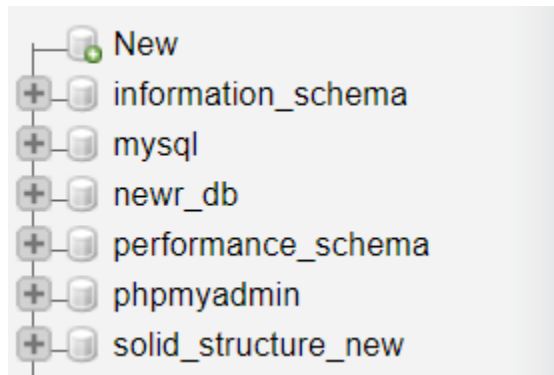 New
information_schema
mysql
newr_db
performance_schema
phpmyadmin
solid_structure_new